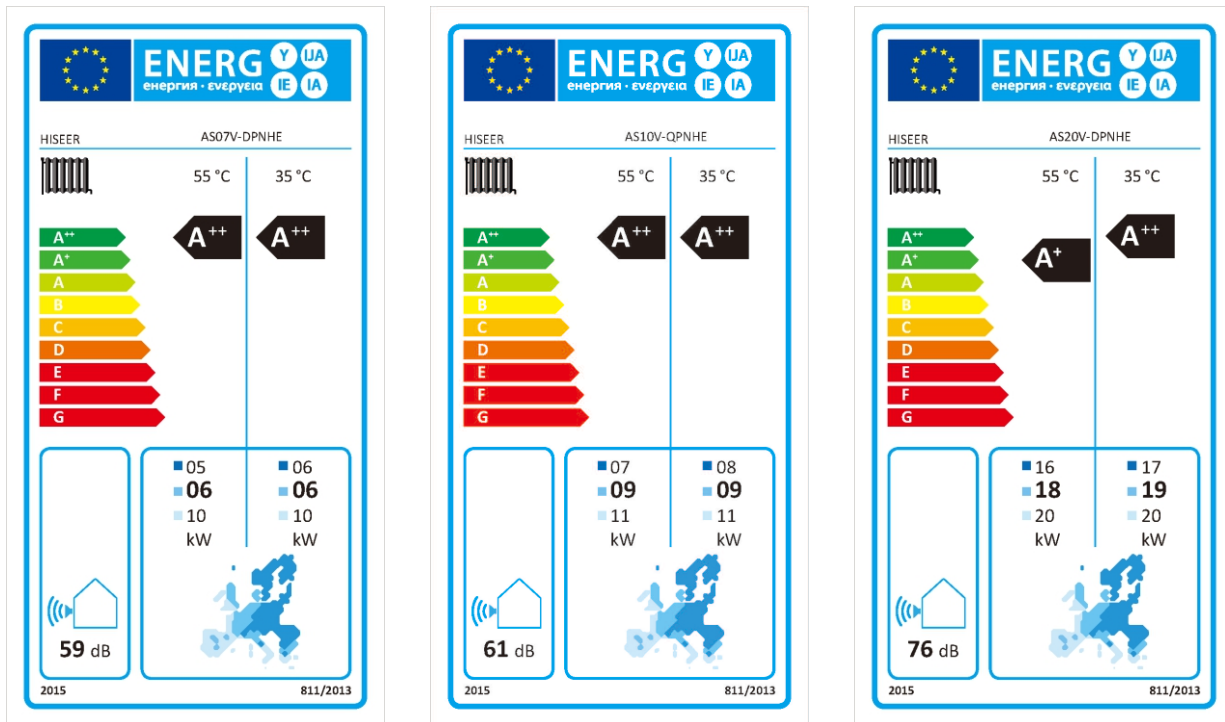 ENERG Y IJA
енергия · ενεργεια IE IA
HISEER AS07V-DPNHE
55 °C 35 °C
A++ A++
A++
A+
A
B
C
D
E
F
G
05 06
06 06
10 10
kW kW
59 dB
2015 811/2013
ENERG Y IJA
енергия · ενεργεια IE IA
HISEER AS10V-QPNHE
55 °C 35 °C
A++ A++
A++
A+
A
B
C
D
E
F
G
07 08
09 09
11 11
kW kW
61 dB
2015 811/2013
ENERG Y IJA
енергия · ενεργεια IE IA
HISEER AS20V-DPNHE
55 °C 35 °C
A+ A++
A++
A+
A
B
C
D
E
F
G
16 17
18 19
20 20
kW kW
76 dB
2015 811/2013